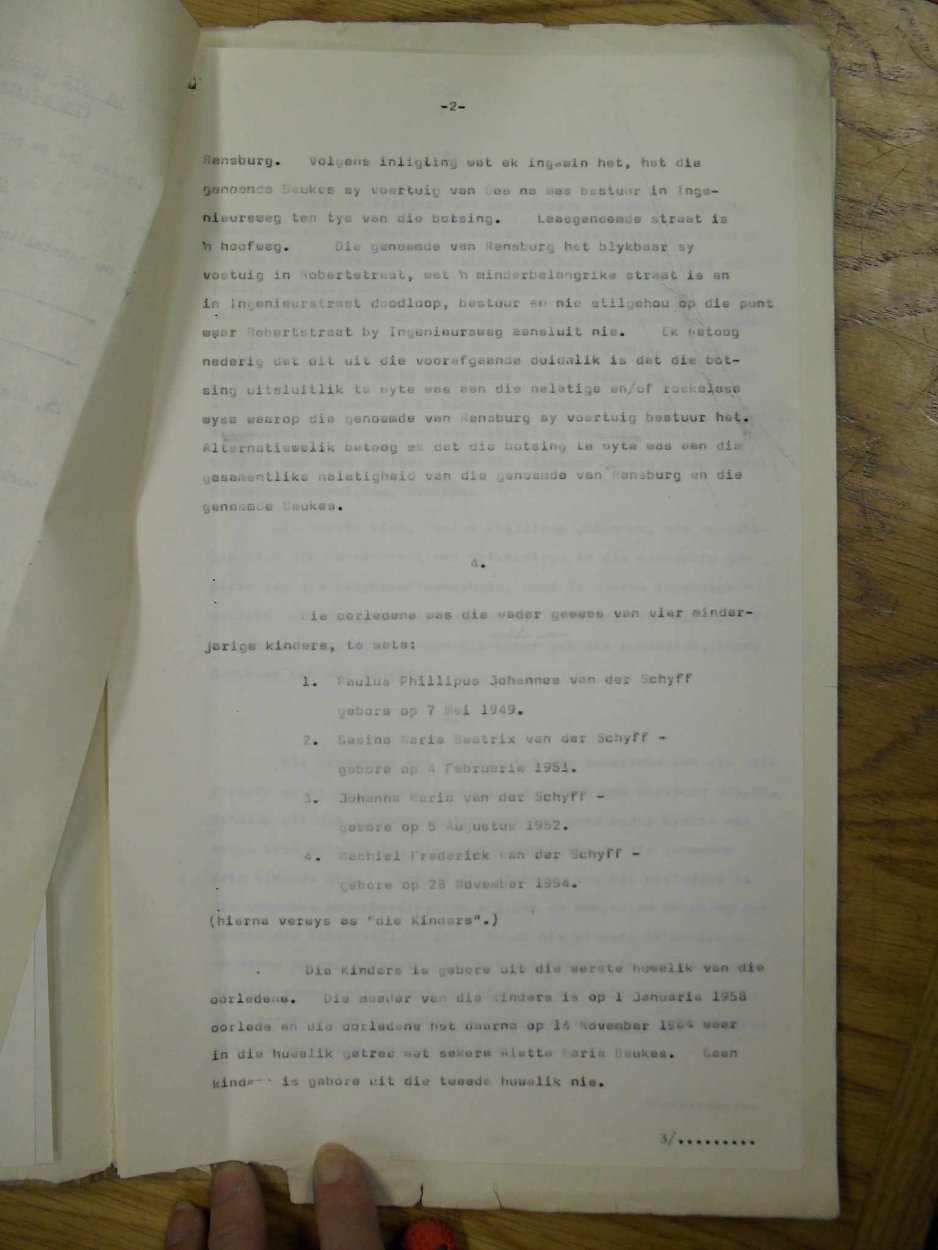 -2-
Rensburg. Volgens inligting wat ek ingewin het, het die
genoemde Beukes sy voertuig van Oos na Wes bestuur in Inge-
nieursweg ten tye van die botsing. Laasgenoemde straat is
'n hoofweg. Die genoemde van Rensburg het blykbaar sy
voetuig in Robertstraat, wat 'n minderbelangrike straat is en
in Ingenieurstraat doodloop, bestuur en nie stilgehou op die punt
waar Robertstraat by Ingenieursweg aansluit nie. Ek betoog
nederig dat dit uit die voorafgaande duidelik is dat die bot-
sing uitsluitlik te wyte was aan die nalatige en/of roekelose
wyse waarop die genoemde van Rensburg sy voertuig bestuur het.
Alternatiewelik betoog ek dat die botsing te wyte was aan die
gesamentlike nalatigheid van die genoemde van Rensburg en die
genoemde Beukes.
4.
Die oorledene was die vader gewees van vier minder-
jarige kinders, te wete:
1. Paulus Phillipus Johannes van der Schyff
gebore op 7 Mei 1949.
2. Gesina Maria Beatrix van der Schyff -
gebore op 4 Februarie 1951.
3. Johanna Maria van der Schyff -
gebore op 5 Augustus 1952.
4. Machiel Frederick van der Schyff -
gebore op 28 November 1954.
(hierna verwys as "die Kinders".)
Die Kinders is gebore uit die eerste huwelik van die
oorledene. Die moeder van die Kinders is op 1 Januarie 1958
oorlede en die oorledene het daarna op 14 November 1964 weer
in die huwelik getree met sekere Aletta Maria Beukes. Geen
kinders is gebore uit die tweede huwelik nie.
3/.........